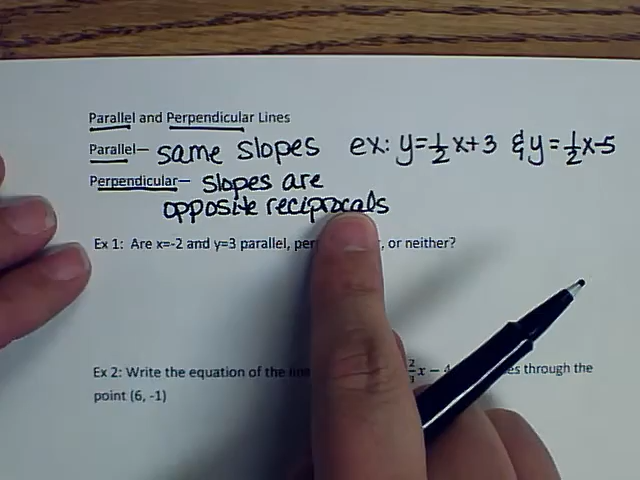 Parallel and Perpendicular Lines
Parallel— same slopes ex: y=½x+3 & y=½x-5
Perpendicular— slopes are
opposite reciprocals
Ex 1: Are x=-2 and y=3 parallel, or neither?
Ex 2: Write the equation of the x − through the
point (6, -1)